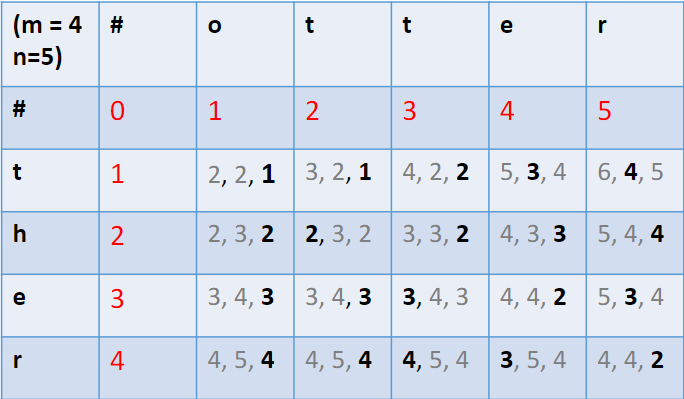 (m = 4 # o t t e r
n=5)
# 0 1 2 3 4 5
t 1 2, 2, 1 3, 2, 1 4, 2, 2 5, 3, 4 6, 4, 5
h 2 2, 3, 2 2, 3, 2 3, 3, 2 4, 3, 3 5, 4, 4
e 3 3, 4, 3 3, 4, 3 3, 4, 3 4, 4, 2 5, 3, 4
r 4 4, 5, 4 4, 5, 4 4, 5, 4 3, 5, 4 4, 4, 2